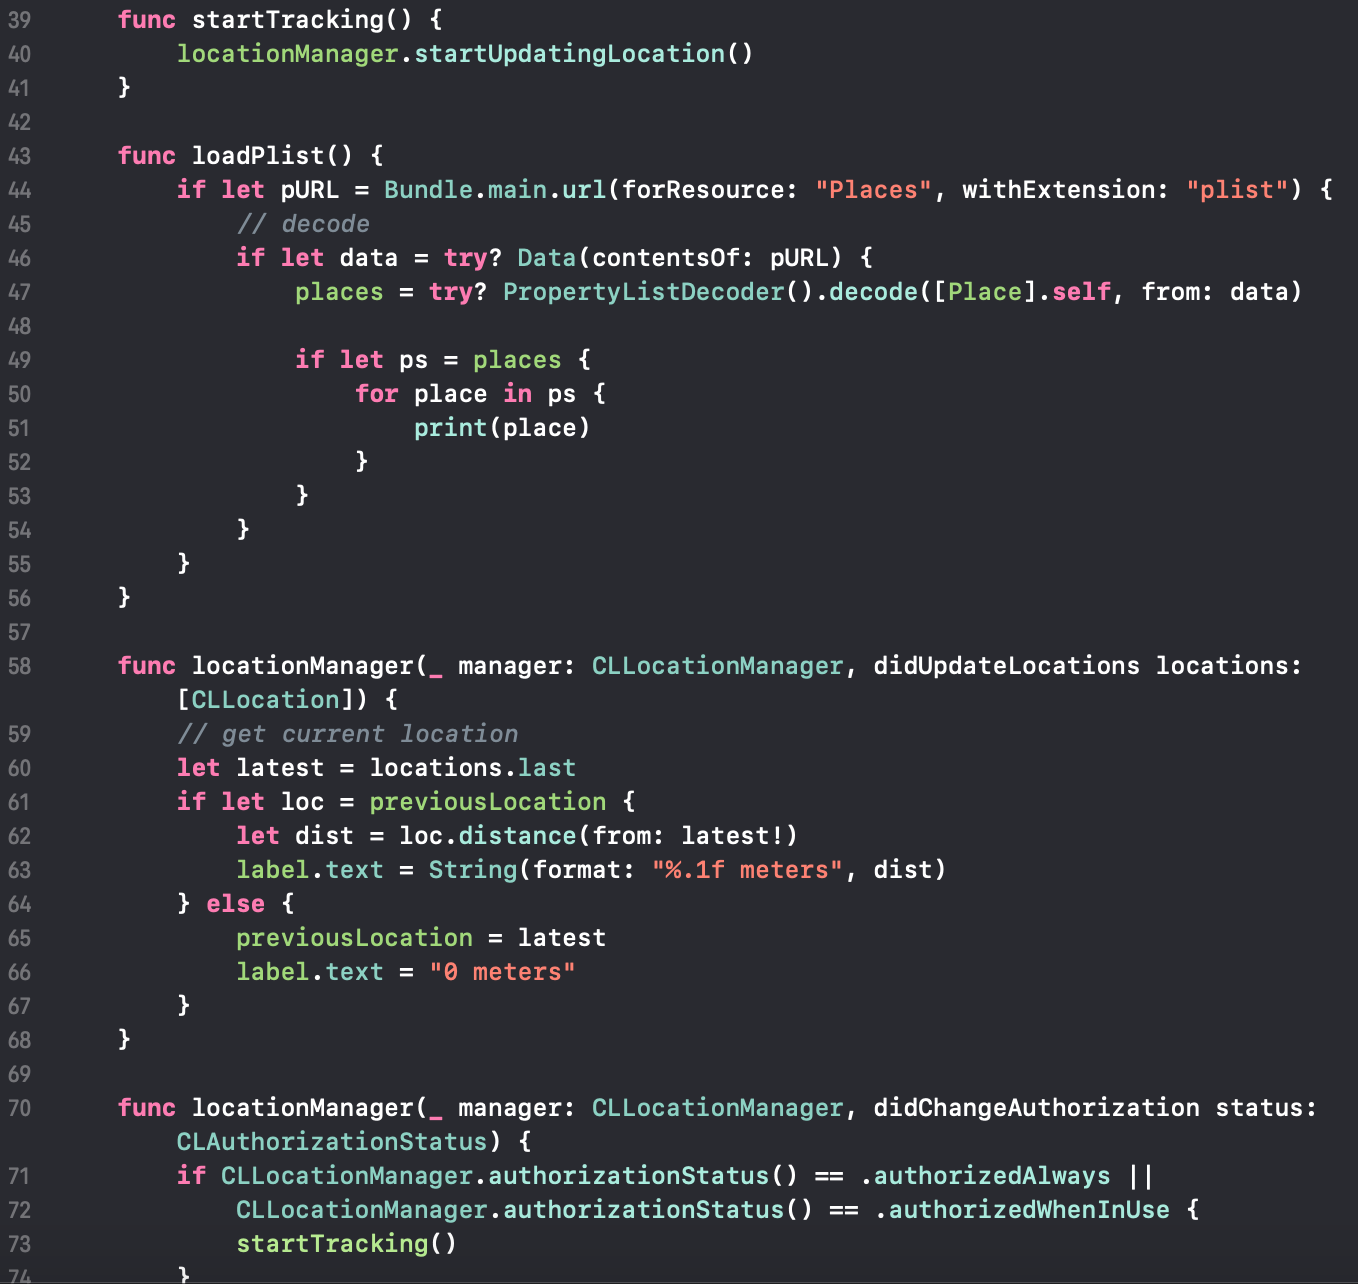 39 func startTracking() {
40 locationManager.startUpdatingLocation()
41 }
42
43 func loadPlist() {
44 if let pURL = Bundle.main.url(forResource: "Places", withExtension: "plist") {
45 // decode
46 if let data = try? Data(contentsOf: pURL) {
47 places = try? PropertyListDecoder().decode([Place].self, from: data)
48
49 if let ps = places {
50 for place in ps {
51 print(place)
52 }
53 }
54 }
55 }
56 }
57
58 func locationManager(_ manager: CLLocationManager, didUpdateLocations locations:
[CLLocation]) {
59 // get current location
60 let latest = locations.last
61 if let loc = previousLocation {
62 let dist = loc.distance(from: latest!)
63 label.text = String(format: "%.1f meters", dist)
64 } else {
65 previousLocation = latest
66 label.text = "0 meters"
67 }
68 }
69
70 func locationManager(_ manager: CLLocationManager, didChangeAuthorization status:
CLAuthorizationStatus) {
71 if CLLocationManager.authorizationStatus() == .authorizedAlways ||
72 CLLocationManager.authorizationStatus() == .authorizedWhenInUse {
73 startTracking()
74 }